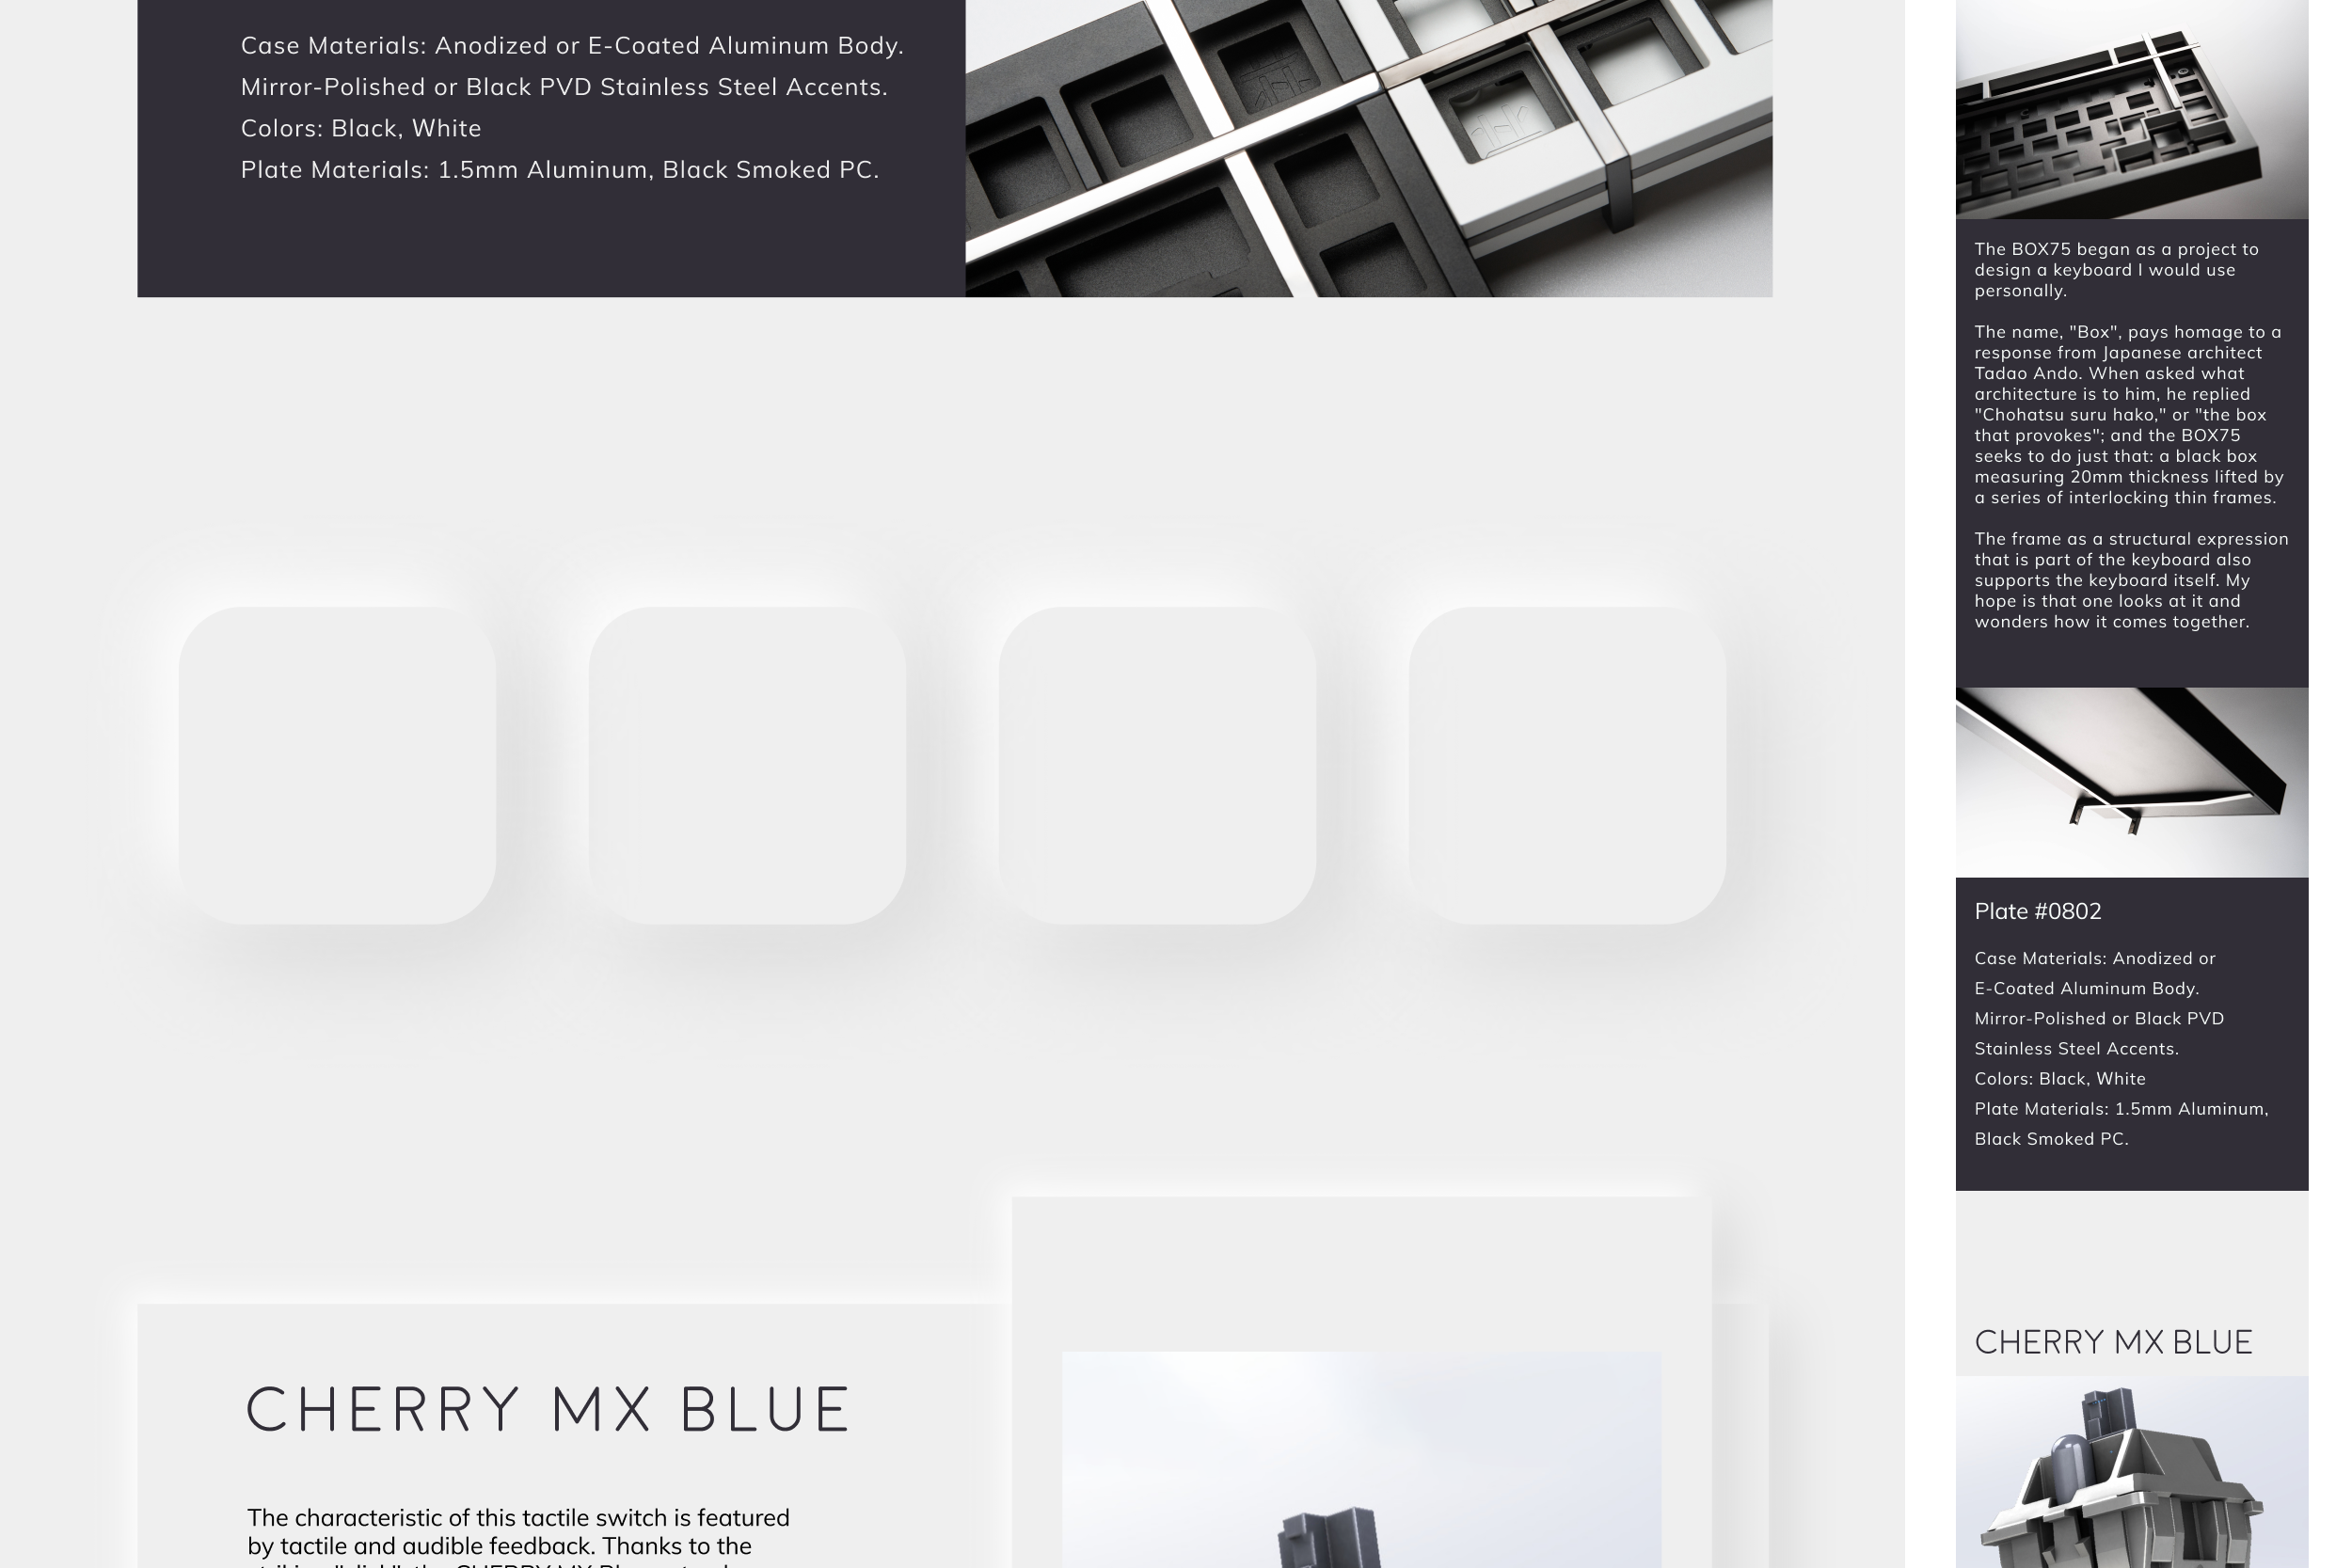 Case Materials: Anodized or E-Coated Aluminum Body.
Mirror-Polished or Black PVD Stainless Steel Accents.
Colors: Black, White
Plate Materials: 1.5mm Aluminum, Black Smoked PC.
CHERRY MX BLUE
The characteristic of this tactile switch is featured
by tactile and audible feedback. Thanks to the
The BOX75 began as a project to
design a keyboard I would use
personally.
The name, "Box", pays homage to a
response from Japanese architect
Tadao Ando. When asked what
architecture is to him, he replied
"Chohatsu suru hako," or "the box
that provokes"; and the BOX75
seeks to do just that: a black box
measuring 20mm thickness lifted by
a series of interlocking thin frames.
The frame as a structural expression
that is part of the keyboard also
supports the keyboard itself. My
hope is that one looks at it and
wonders how it comes together.
Plate #0802
Case Materials: Anodized or
E-Coated Aluminum Body.
Mirror-Polished or Black PVD
Stainless Steel Accents.
Colors: Black, White
Plate Materials: 1.5mm Aluminum,
Black Smoked PC.
CHERRY MX BLUE